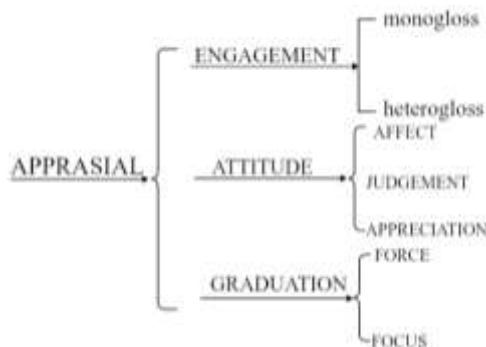 monogloss
ENGAGEMENT
heterogloss
AFFECT
APPRASIAL
ATTITUDE
JUDGEMENT
APPRECIATION
FORCE
GRADUATION
FOCUS